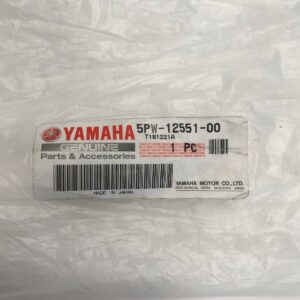 YAMAHA
5PW-12551-00
T181221A
GENUINE
Parts & Accessories
1 PC
MADE IN JAPAN
YAMAHA MOTOR CO., LTD.